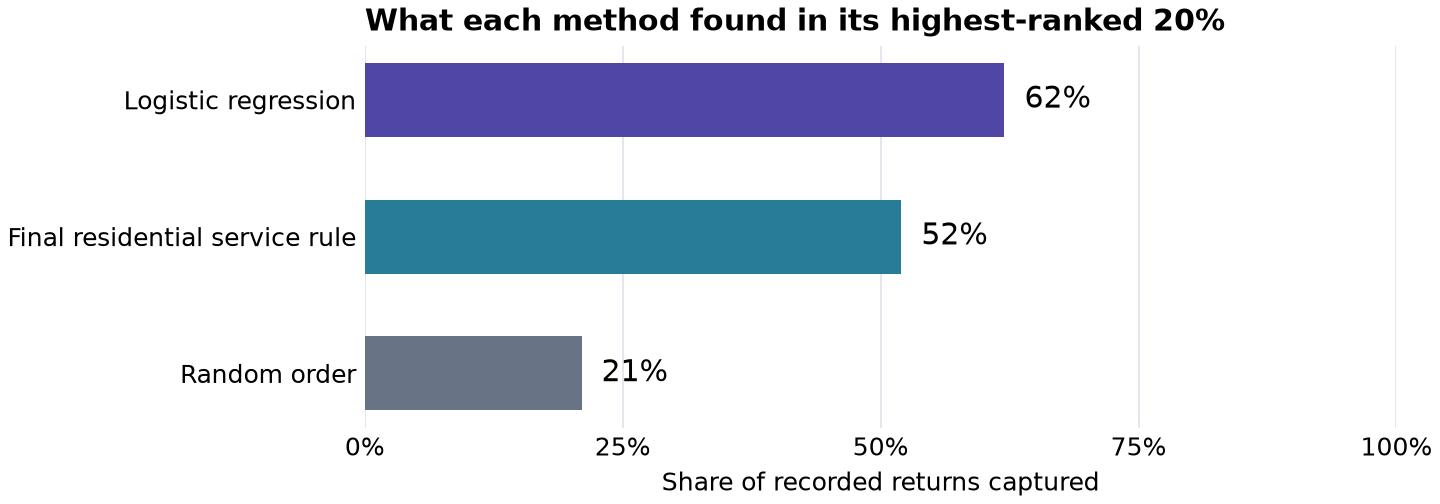 What each method found in its highest-ranked 20%
Logistic regression
62%
Final residential service rule
52%
Random order
21%
0% 25% 50% 75% 100%
Share of recorded returns captured